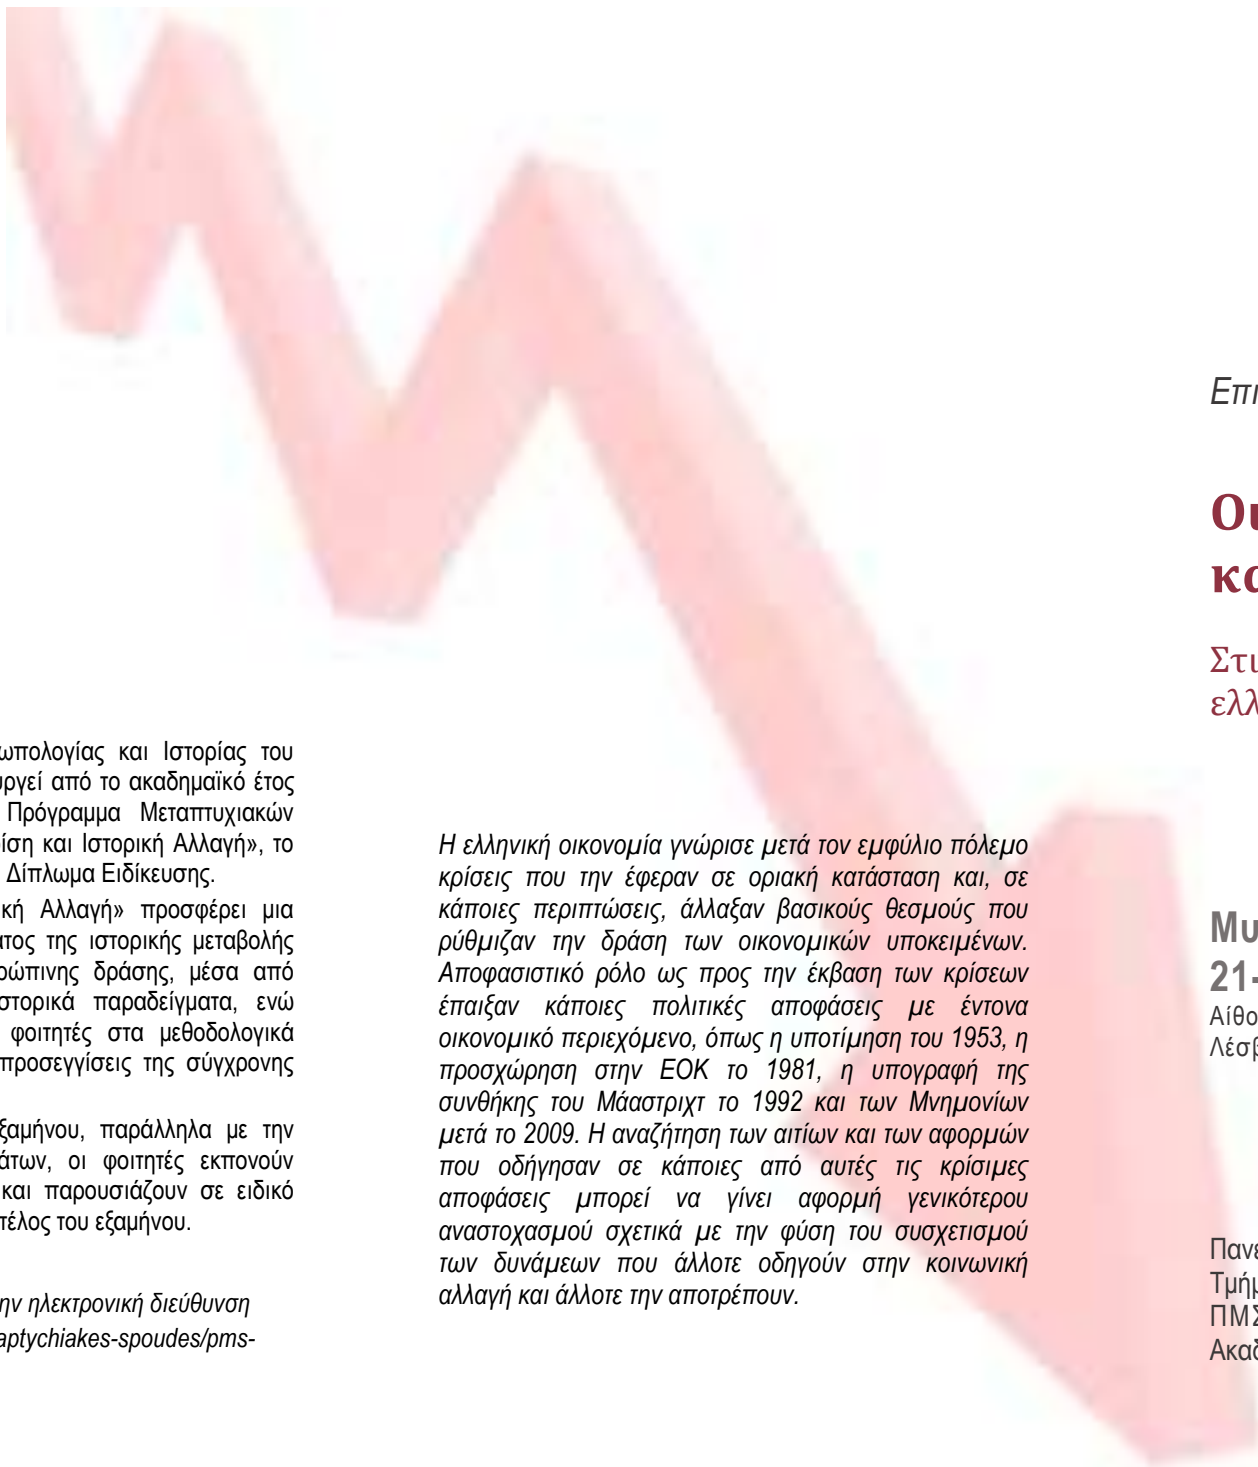 ωπολογίας και Ιστορίας του
υργεί από το ακαδημαϊκό έτος
Πρόγραμμα Μεταπτυχιακών
ρίση και Ιστορική Αλλαγή», το
Δίπλωμα Ειδίκευσης.
κή Αλλαγή» προσφέρει μια
ατος της ιστορικής μεταβολής
ρώπινης δράσης, μέσα από
στορικά παραδείγματα, ενώ
φοιτητές στα μεθοδολογικά
προσεγγίσεις της σύγχρονης
ξαμήνου, παράλληλα με την
άτων, οι φοιτητές εκπονούν
και παρουσιάζουν σε ειδικό
τέλος του εξαμήνου.
ην ηλεκτρονική διεύθυνση
aptychiakes-spoudes/pms-
Η ελληνική οικονομία γνώρισε μετά τον εμφύλιο πόλεμο
κρίσεις που την έφεραν σε οριακή κατάσταση και, σε
κάποιες περιπτώσεις, άλλαξαν βασικούς θεσμούς που
ρύθμιζαν την δράση των οικονομικών υποκειμένων.
Αποφασιστικό ρόλο ως προς την έκβαση των κρίσεων
έπαιξαν κάποιες πολιτικές αποφάσεις με έντονα
οικονομικό περιεχόμενο, όπως η υποτίμηση του 1953, η
προσχώρηση στην ΕΟΚ το 1981, η υπογραφή της
συνθήκης του Μάαστριχτ το 1992 και των Μνημονίων
μετά το 2009. Η αναζήτηση των αιτίων και των αφορμών
που οδήγησαν σε κάποιες από αυτές τις κρίσιμες
αποφάσεις μπορεί να γίνει αφορμή γενικότερου
αναστοχασμού σχετικά με την φύση του συσχετισμού
των δυνάμεων που άλλοτε οδηγούν στην κοινωνική
αλλαγή και άλλοτε την αποτρέπουν.
Επι
Οι
κα
Στι
ελλ
Μυ
21-
Αίθο
Λέσβ
Πανε
Τμήμ
ΠΜΣ
Ακαδ